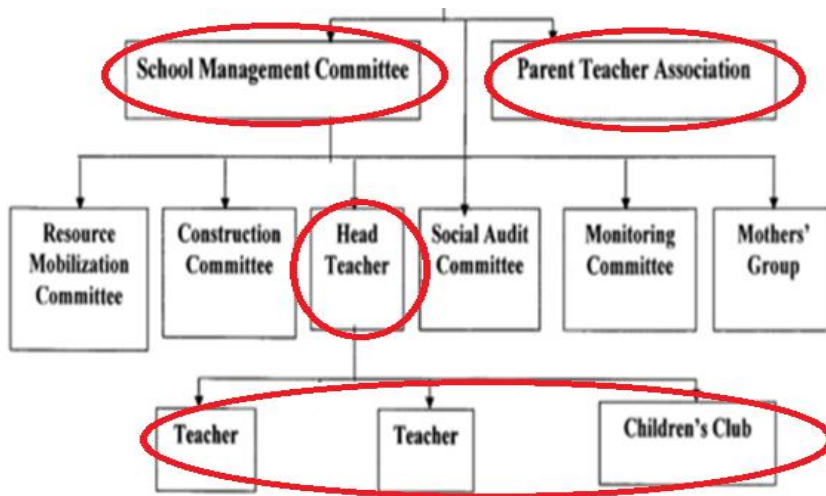 School Management Committee
Parent Teacher Association
Resource
Mobilization
Committee
Construction
Committee
Head
Teacher
Social Audit
Committee
Monitoring
Committee
Mothers'
Group
Teacher
Teacher
Children's Club